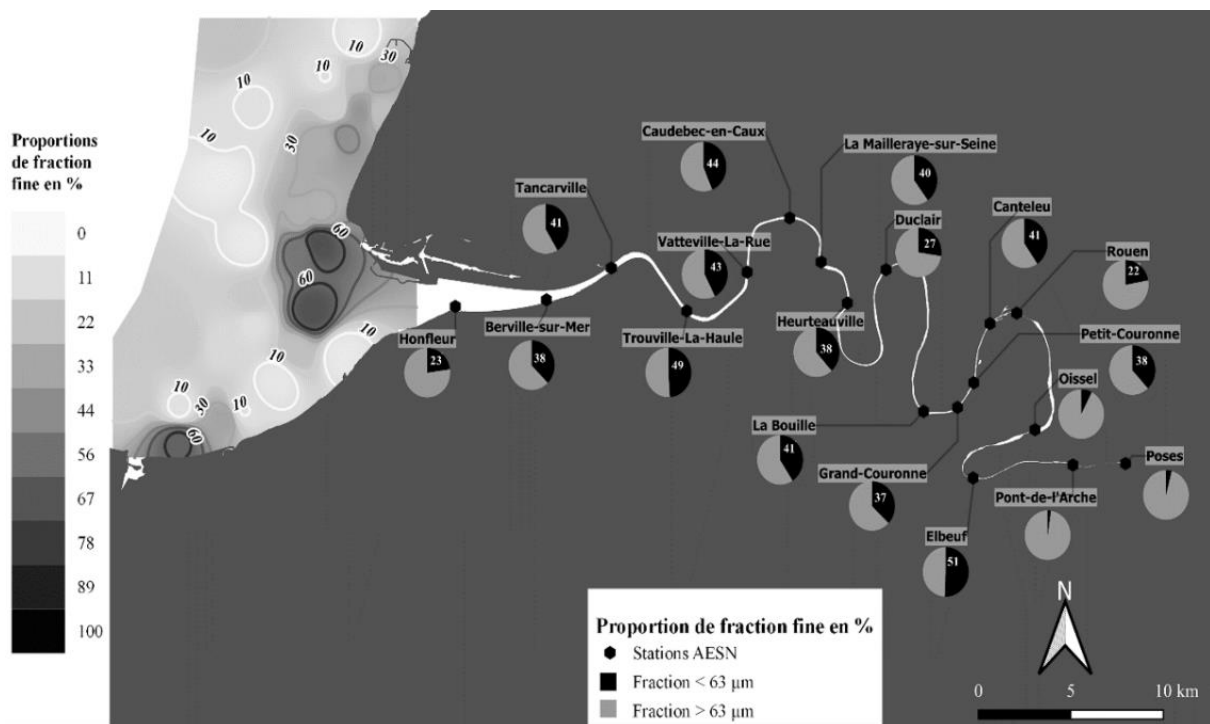 10
10
30
10
10
10
30
60
60
10
10
10
30
10
60
Proportions
de fraction
fine en %
0
11
22
33
44
56
67
78
89
100
Caudebec-en-Caux
44
La Mailleraye-sur-Seine
40
Tancarville
41
Vatteville-La-Rue
43
Duclair
27
Canteleu
41
Rouen
22
Honfleur
23
Berville-sur-Mer
38
Trouville-La-Haule
49
Heurteauville
38
Petit-Couronne
38
Oissel
La Bouille
41
Grand-Couronne
37
Poses
Pont-de-l'Arche
Elbeuf
51
Proportion de fraction fine en %
Stations AESN
Fraction < 63 µm
Fraction > 63 µm
N
0 5 10 km